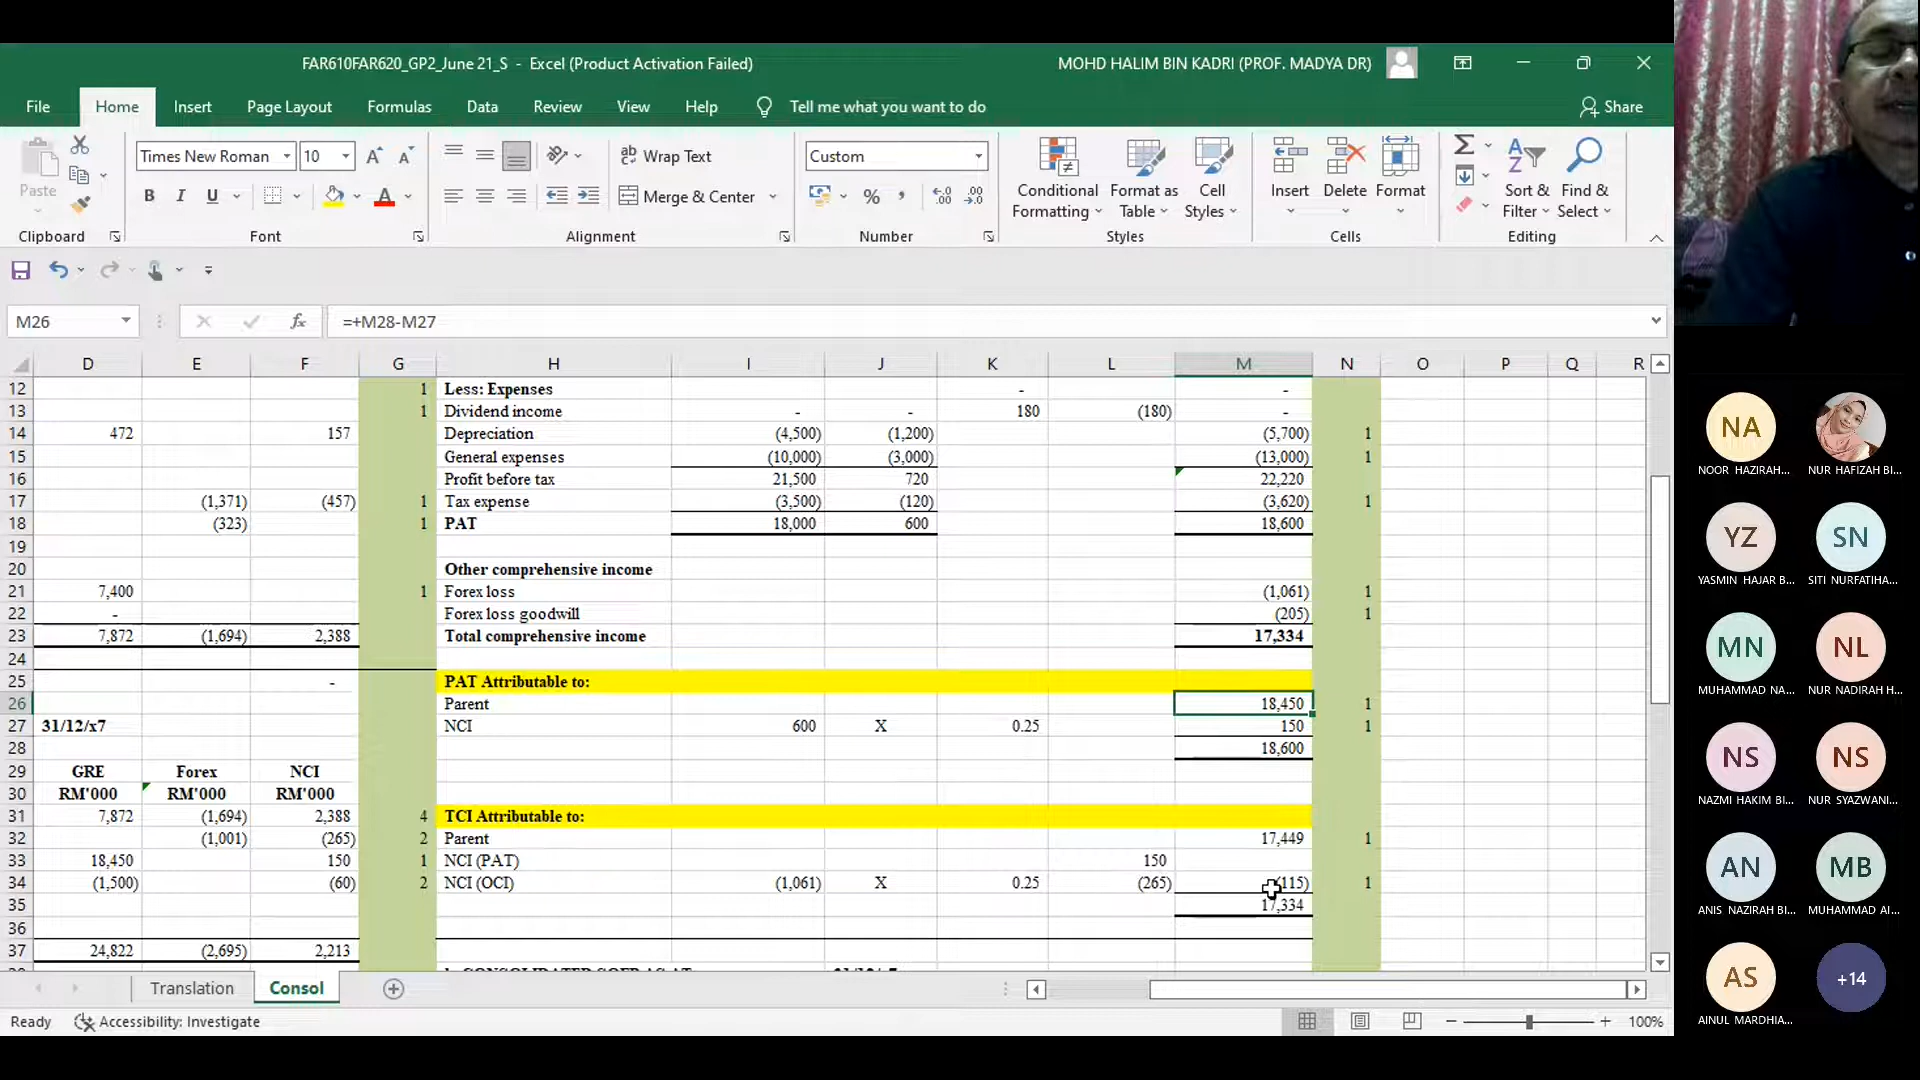 FAR610FAR620_GP2_June 21_S - Excel (Product Activation Failed)
MOHD HALIM BIN KADRI (PROF. MADYA DR)
File Home Insert Page Layout Formulas Data Review View Help Tell me what you want to do Share
Times New Roman 10 Wrap Text Custom
Paste B I U Merge & Center % , Conditional Formatting Format as Table Cell Styles Insert Delete Format Sort & Filter Find & Select
Clipboard Font Alignment Number Styles Cells Editing
M26 fx =+M28-M27
D E F G H I J K L M N O P Q R
12 1 Less: Expenses - -
13 1 Dividend income - - 180 (180) -
14 472 157 Depreciation (4,500) (1,200) (5,700) 1
15 General expenses (10,000) (3,000) (13,000) 1
16 Profit before tax 21,500 720 22,220
17 (1,371) (457) 1 Tax expense (3,500) (120) (3,620) 1
18 (323) 1 PAT 18,000 600 18,600
19
20 Other comprehensive income
21 7,400 1 Forex loss (1,061) 1
22 - Forex loss goodwill (205) 1
23 7,872 (1,694) 2,388 Total comprehensive income 17,334
24
25 - PAT Attributable to:
26 Parent 18,450 1
27 31/12/x7 NCI 600 X 0.25 150 1
28 18,600
29 GRE Forex NCI
30 RM'000 RM'000 RM'000
31 7,872 (1,694) 2,388 4 TCI Attributable to:
32 (1,001) (265) 2 Parent 17,449 1
33 18,450 150 1 NCI (PAT) 150
34 (1,500) (60) 2 NCI (OCI) (1,061) X 0.25 (265) (115) 1
35 17,334
36
37 24,822 (2,695) 2,213
Translation Consol
Ready Accessibility: Investigate 100%
NA
NOOR HAZIRAH...
NUR HAFIZAH BI...
YZ SN
YASMIN HAJAR B... SITI NURFATIHA...
MN NL
MUHAMMAD NA... NUR NADIRAH H...
NS NS
NAZMI HAKIM BI... NUR SYAZWANI...
AN MB
ANIS NAZIRAH BI... MUHAMMAD AI...
AS +14
AINUL MARDHIA...